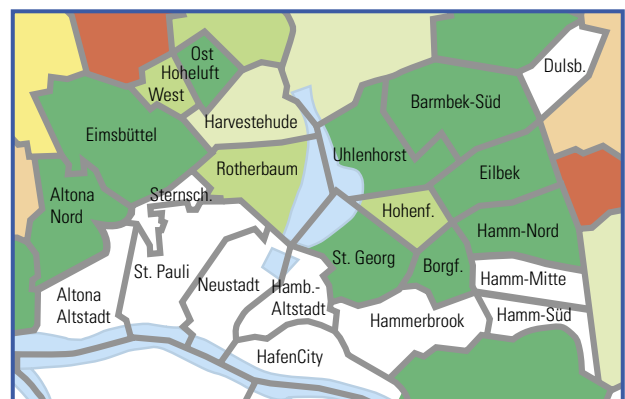 Ost
Hoheluft
West
Dulsb.
Barmbek-Süd
Harvestehude
Eimsbüttel
Uhlenhorst
Rotherbaum
Eilbek
Altona
Nord
Sternsch.
Hohenf.
Hamm-Nord
St. Georg
Borgf.
St. Pauli
Neustadt
Hamb.-
Altstadt
Hamm-Mitte
Altona
Altstadt
Hammerbrook
Hamm-Süd
HafenCity